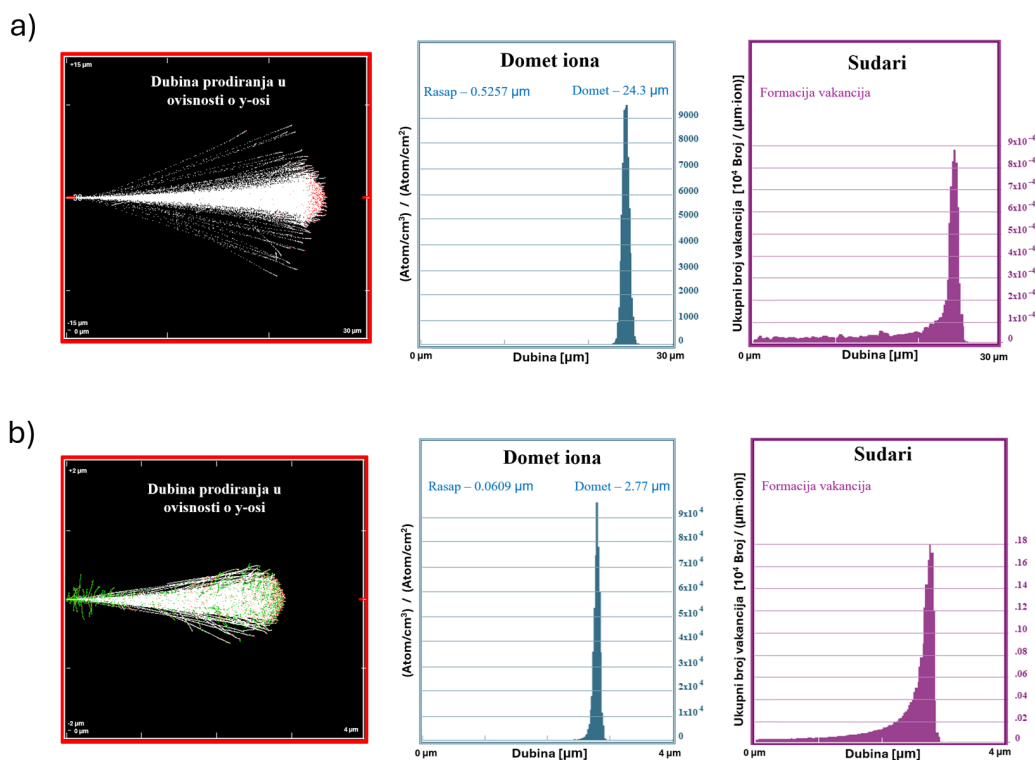 a)
+15 μm
Dubina prodiranja u
ovisnosti o y-osi
-15 μm
0 μm
30 μm
Domet iona
Rasap – 0.5257 μm
Domet – 24.3 μm
(Atom/cm3) / (Atom/cm2)
9000
8000
7000
6000
5000
4000
3000
2000
1000
0
0 μm
Dubina [μm]
30 μm
Sudari
Formacija vakancija
Ukupni broj vakancija [10⁴ Broj / (μm·ion)]
9x10⁻⁴
8x10⁻⁴
7x10⁻⁴
6x10⁻⁴
5x10⁻⁴
4x10⁻⁴
3x10⁻⁴
2x10⁻⁴
1x10⁻⁴
0
0 μm
Dubina [μm]
30 μm
b)
+2 μm
Dubina prodiranja u
ovisnosti o y-osi
-2 μm
0 μm
4 μm
Domet iona
Rasap – 0.0609 μm
Domet – 2.77 μm
(Atom/cm3) / (Atom/cm2)
9x10⁴
8x10⁴
7x10⁴
6x10⁴
5x10⁴
4x10⁴
3x10⁴
2x10⁴
1x10⁴
0
0 μm
Dubina [μm]
4 μm
Sudari
Formacija vakancija
Ukupni broj vakancija [10⁴ Broj / (μm·ion)]
.18
.16
.14
.12
.10
.08
.06
.04
.02
0 μm
Dubina [μm]
4 μm